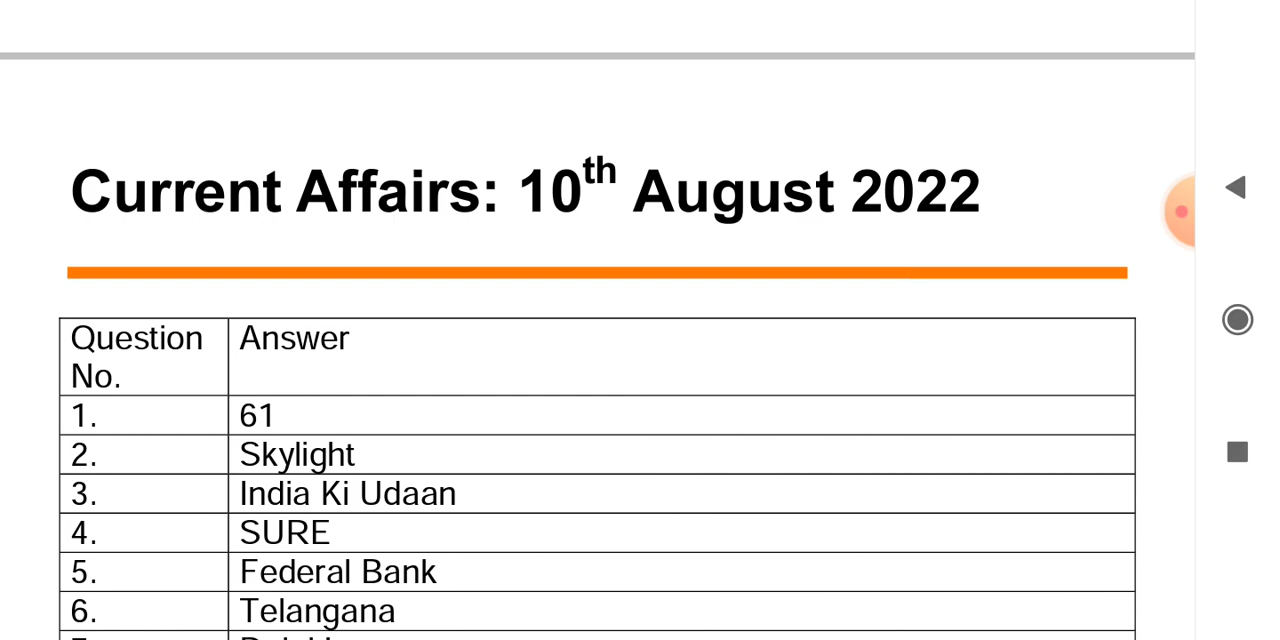 Current Affairs: 10th August 2022
Question No. Answer
1. 61
2. Skylight
3. India Ki Udaan
4. SURE
5. Federal Bank
6. Telangana